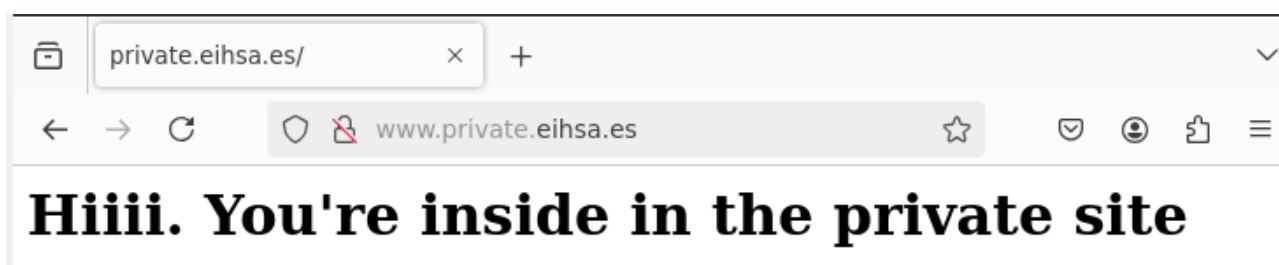 private.eihsa.es/
www.private.eihsa.es
Hiiii. You're inside in the private site